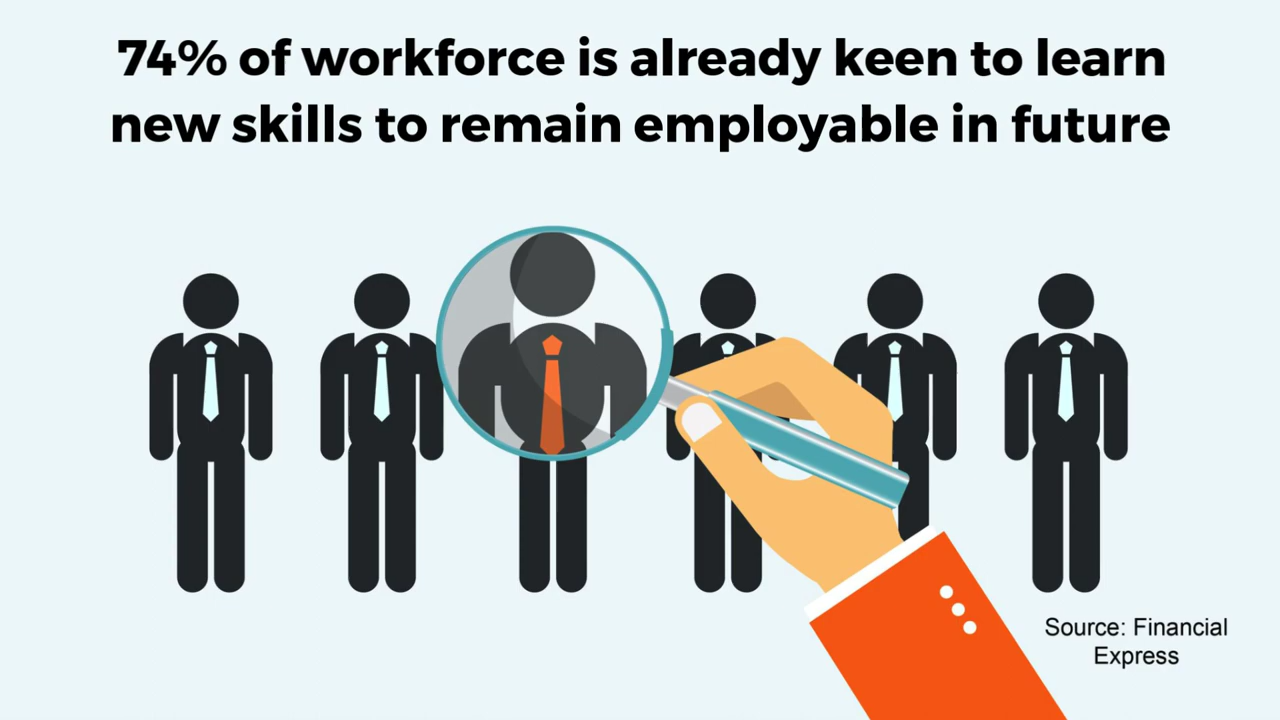 74% of workforce is already keen to learn
new skills to remain employable in future
Source: Financial
Express